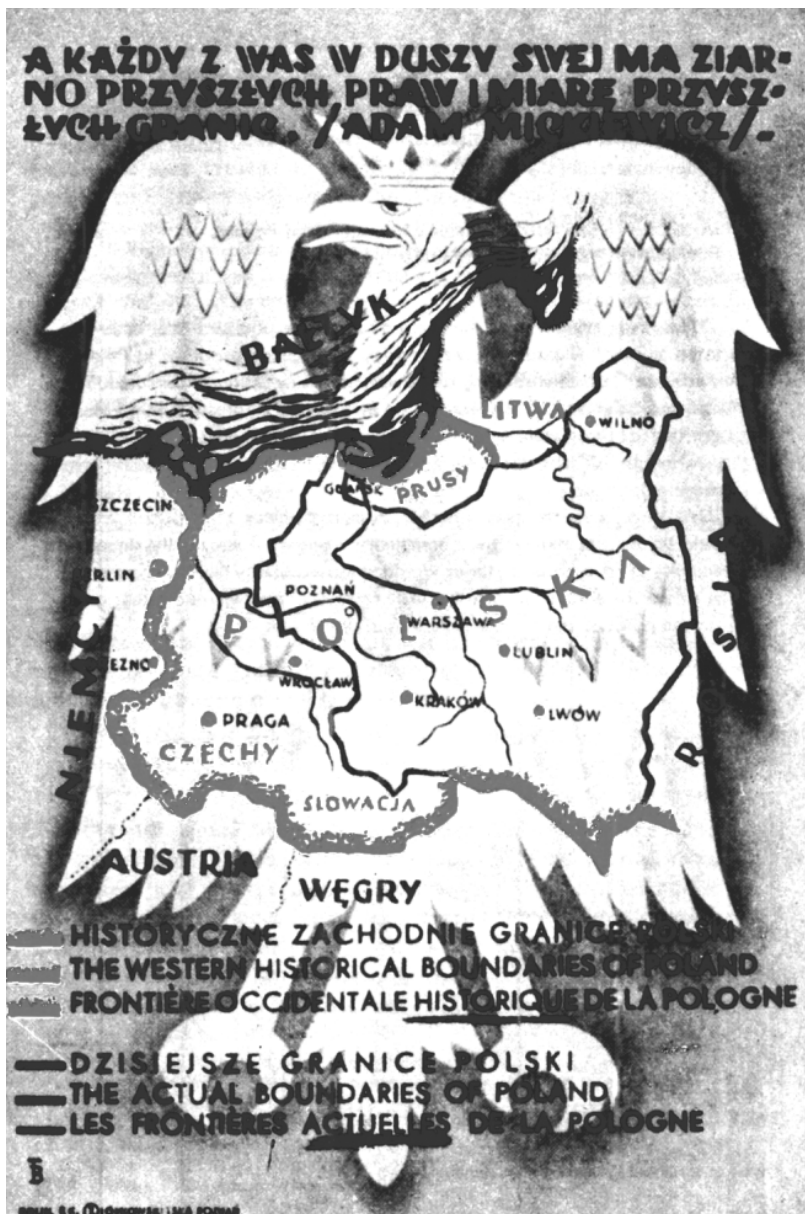 A KAŻDY Z WAS W DUSZY SWEJ MA ZIAR-
NO PRZYSZŁYCH PRAW I MIARĘ PRZYSZ-
ŁYCH GRANIC. /ADAM MICKIEWICZ/-
BAŁTYK
LITWA
WILNÓ
GDAŃSK
PRUSY
SZCZECIN
ERLIN
POZNAŃ
POLSKA
WARSZAWA
NIEMCY
ROSJA
LUBLIN
WROCŁAW
KRAKÓW
LWÓW
PRAGA
CZECHY
SŁOWACJA
AUSTRIA
WĘGRY
HISTORYCZNE ZACHODNIE GRANICE POLSKI
THE WESTERN HISTORICAL BOUNDARIES OF POLAND
FRONTIÈRE OCCIDENTALE HISTORIQUE DE LA POLOGNE
DZISIEJSZE GRANICE POLSKI
THE ACTUAL BOUNDARIES OF POLAND
LES FRONTIÈRES ACTUELLES DE LA POLOGNE